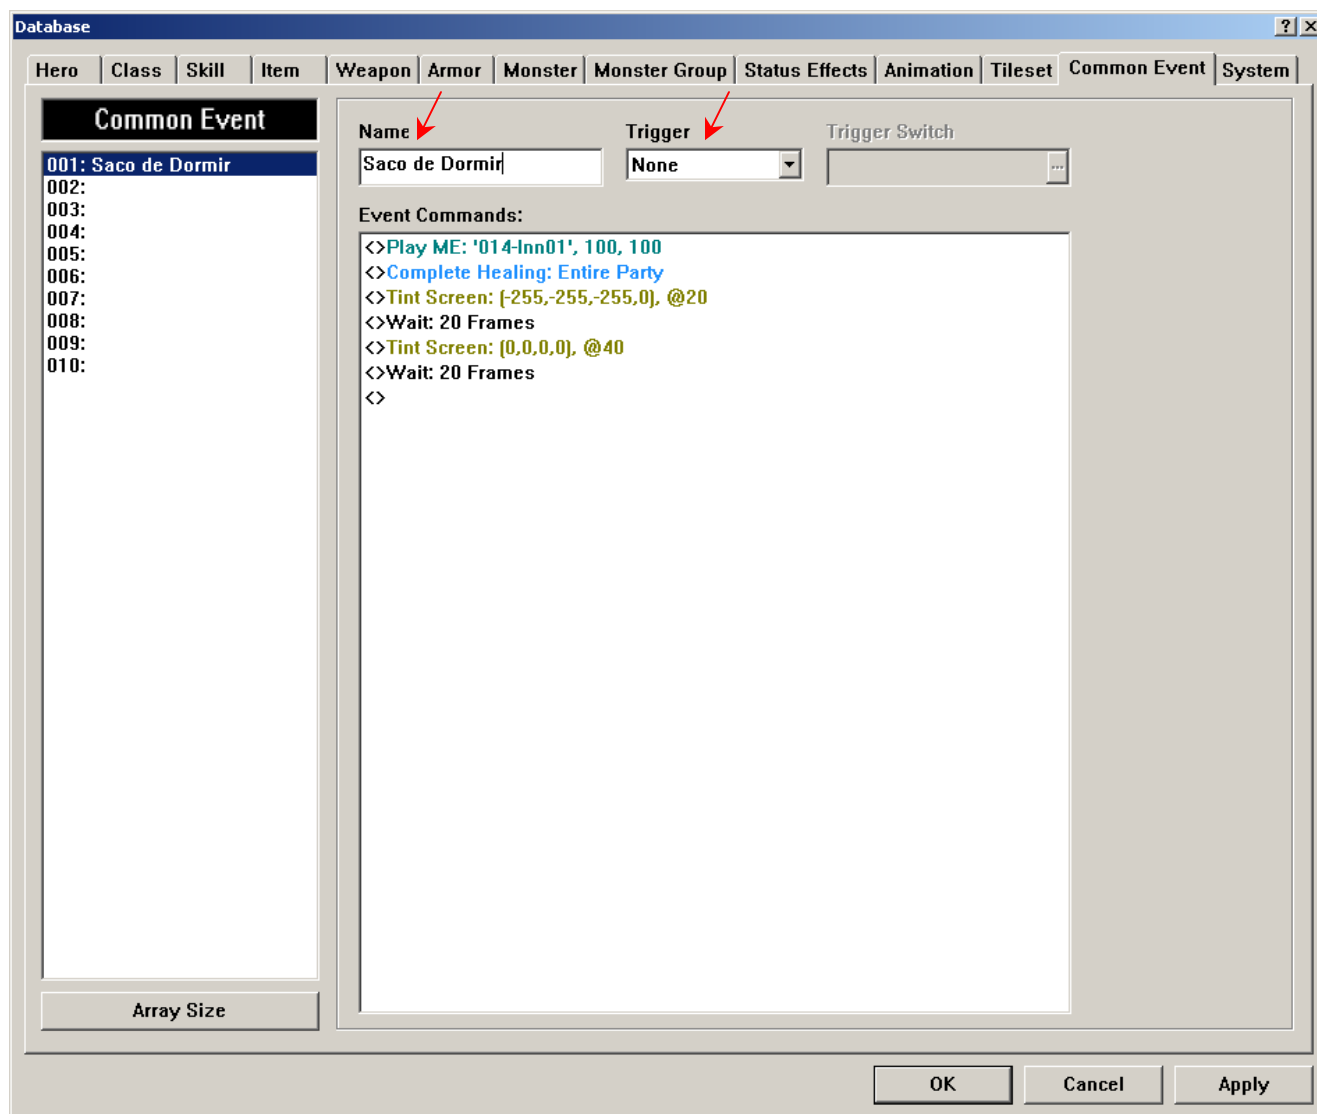 Database
Hero Class Skill Item Weapon Armor Monster Monster Group Status Effects Animation Tileset Common Event System
Common Event
001: Saco de Dormir
002:
003:
004:
005:
006:
007:
008:
009:
010:
Array Size
Name Trigger Trigger Switch
Saco de Dormir None ...
Event Commands:
<>Play ME: '014-Inn01', 100, 100
<>Complete Healing: Entire Party
<>Tint Screen: (-255,-255,-255,0), @20
<>Wait: 20 Frames
<>Tint Screen: (0,0,0,0), @40
<>Wait: 20 Frames
<>
OK Cancel Apply